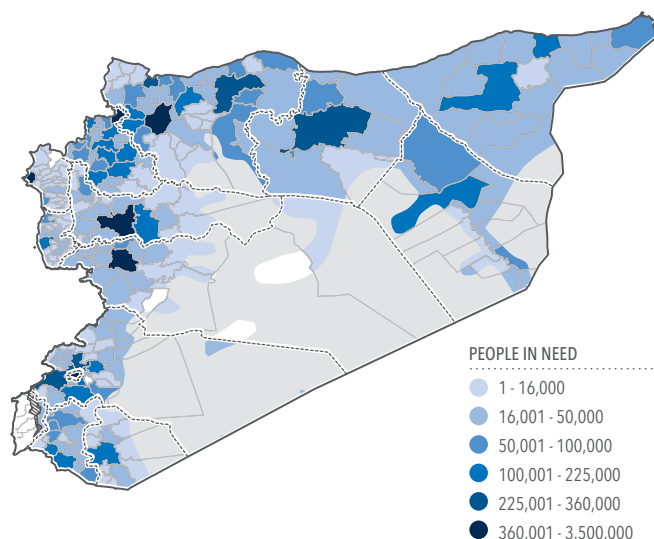 PEOPLE IN NEED
1 - 16,000
16,001 - 50,000
50,001 - 100,000
100,001 - 225,000
225,001 - 360,000
360,001 - 3,500,000